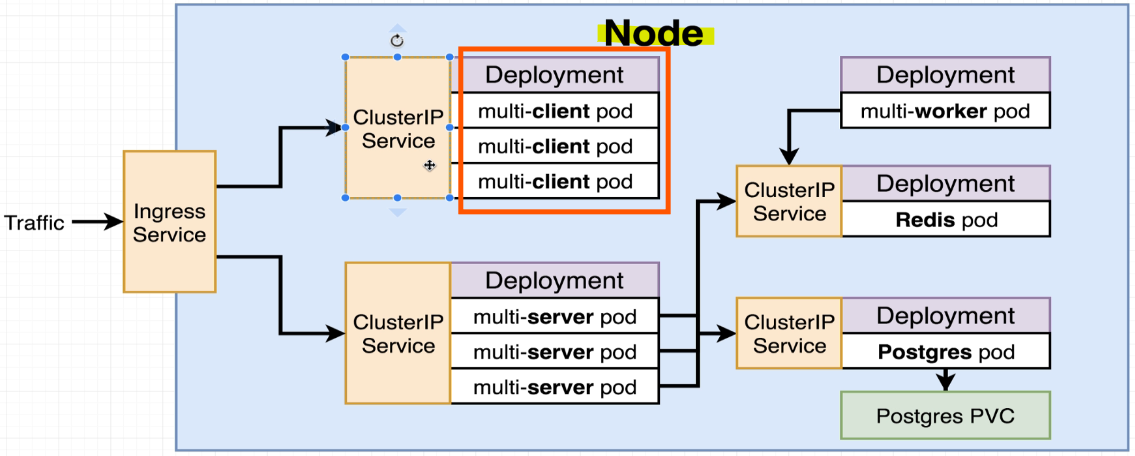 Node
Traffic
Ingress
Service
ClusterIP
Service
Deployment
multi-client pod
multi-client pod
multi-client pod
ClusterIP
Service
Deployment
multi-server pod
multi-server pod
multi-server pod
Deployment
multi-worker pod
ClusterIP
Service
Deployment
Redis pod
ClusterIP
Service
Deployment
Postgres pod
Postgres PVC